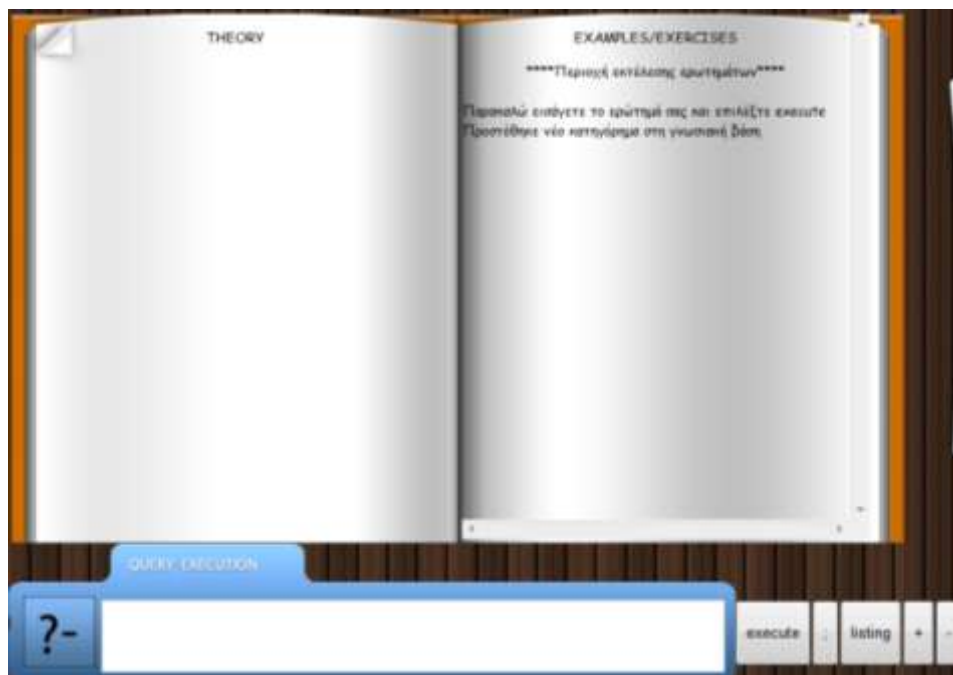 THEORY
EXAMPLES/EXERCISES
****Περιοχή εκτέλεσης ερωτημάτων****
Παρακαλώ εισάγετε το ερώτημά σας και επιλέξτε execute
Προστέθηκε νέο κατηγόρημα στη γνωσιακή βάση
QUERY EXECUTION
?-
execute
;
listing
+
-